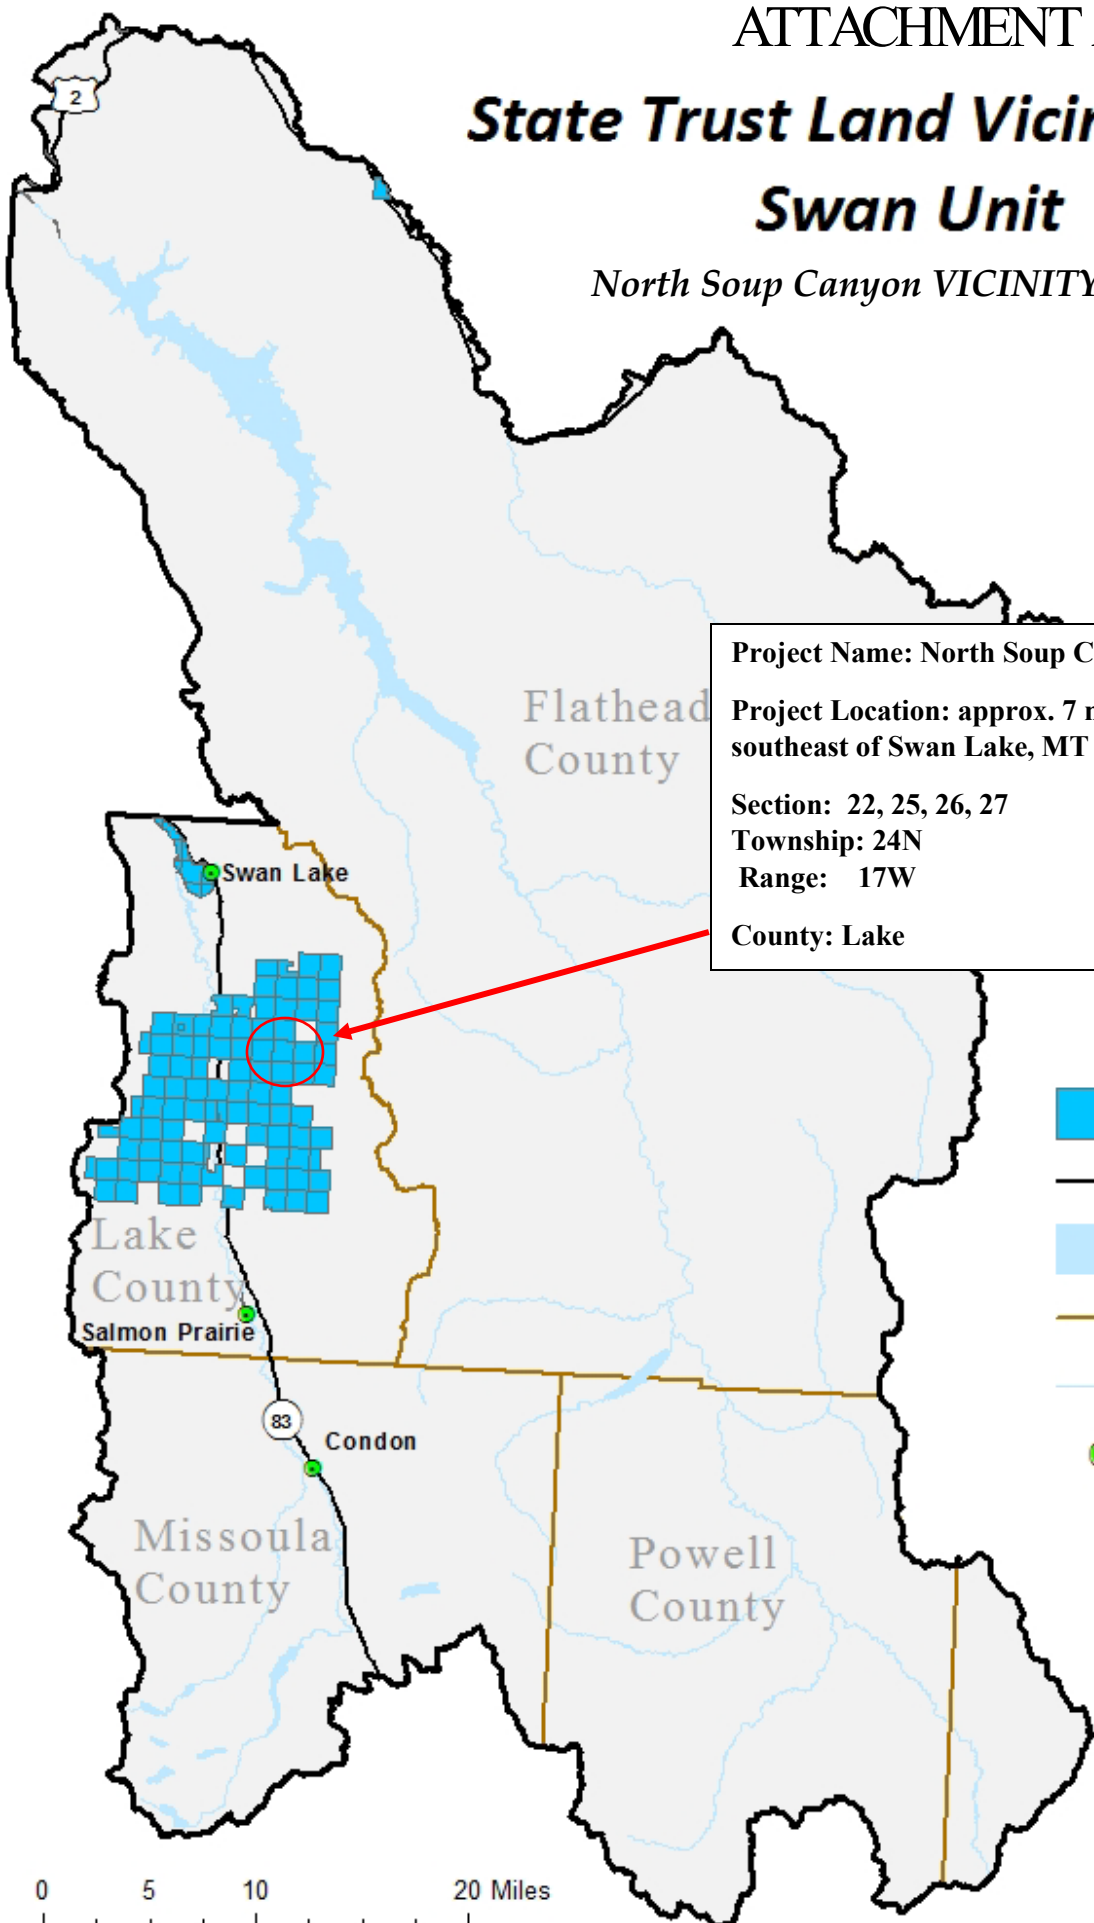 ATTACHMENT
State Trust Land
Swan Unit
North Soup Canyon VICINITY
2
Project Name: North Soup
Project Location: approx. 7
southeast of Swan Lake, MT
Section: 22, 25, 26, 27
Township: 24N
Range: 17W
County: Lake
Flathead
County
Swan Lake
Lake
County
Salmon Prairie
83
Condon
Missoula
County
Powell
County
0 5 10 20 Miles